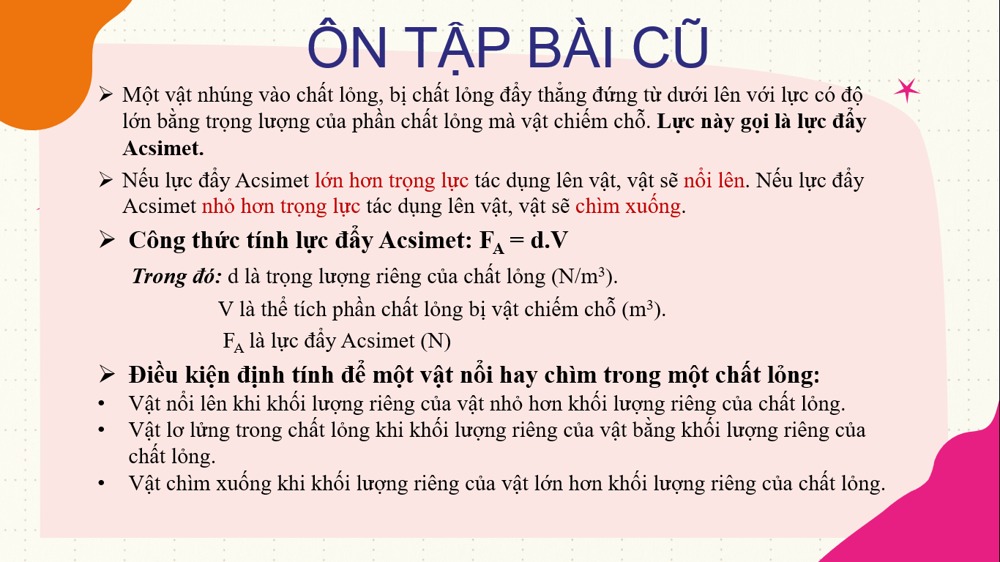 ÔN TẬP BÀI CŨ
➢ Một vật nhúng vào chất lỏng, bị chất lỏng đẩy thẳng đứng từ dưới lên với lực có độ
lớn bằng trọng lượng của phần chất lỏng mà vật chiếm chỗ. Lực này gọi là lực đẩy
Acsimet.
➢ Nếu lực đẩy Acsimet lớn hơn trọng lực tác dụng lên vật, vật sẽ nổi lên. Nếu lực đẩy
Acsimet nhỏ hơn trọng lực tác dụng lên vật, vật sẽ chìm xuống.
➢ Công thức tính lực đẩy Acsimet: F_A = d.V
Trong đó: d là trọng lượng riêng của chất lỏng (N/m³).
V là thể tích phần chất lỏng bị vật chiếm chỗ (m³).
F_A là lực đẩy Acsimet (N)
➢ Điều kiện định tính để một vật nổi hay chìm trong một chất lỏng:
• Vật nổi lên khi khối lượng riêng của vật nhỏ hơn khối lượng riêng của chất lỏng.
• Vật lơ lửng trong chất lỏng khi khối lượng riêng của vật bằng khối lượng riêng của
chất lỏng.
• Vật chìm xuống khi khối lượng riêng của vật lớn hơn khối lượng riêng của chất lỏng.